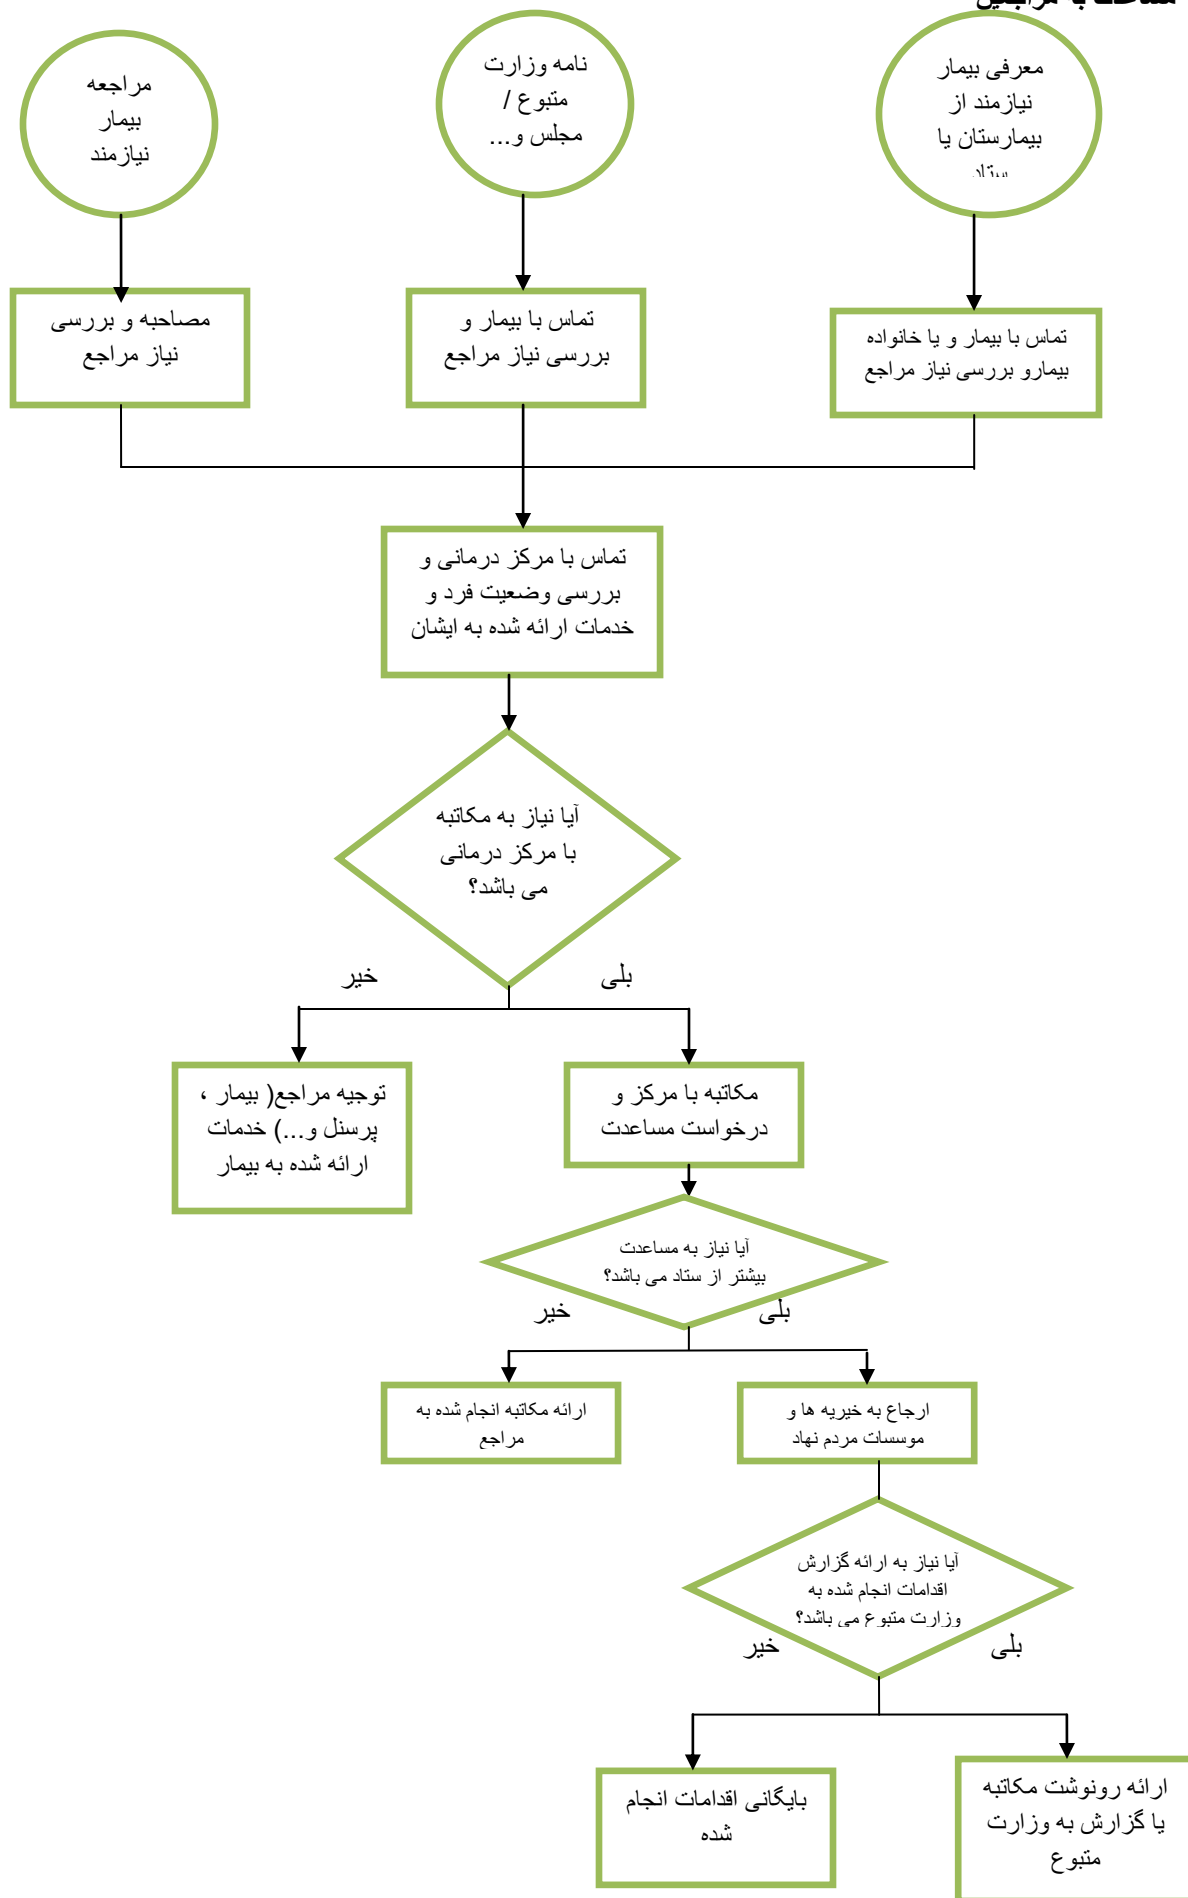 معرفی بیمار
نیازمند از
بیمارستان یا
ستاد
نامه وزارت
متبوع /
مجلس و...
مراجعه
بیمار
نیازمند
تماس با بیمار و یا خانواده
بیمارو بررسی نیاز مراجع
تماس با بیمار و
بررسی نیاز مراجع
مصاحبه و بررسی
نیاز مراجع
تماس با مرکز درمانی و
بررسی وضعیت فرد و
خدمات ارائه شده به ایشان
آیا نیاز به مکاتبه
با مرکز درمانی
می باشد؟
بلی
خیر
مکاتبه با مرکز و
درخواست مساعدت
توجیه مراجع( بیمار ،
پرسنل و...) خدمات
ارائه شده به بیمار
آیا نیاز به مساعدت
بیشتر از ستاد می باشد؟
بلی
خیر
ارجاع به خیریه ها و
موسسات مردم نهاد
ارائه مکاتبه انجام شده به
مراجع
آیا نیاز به ارائه گزارش
اقدامات انجام شده به
وزارت متبوع می باشد؟
بلی
خیر
ارائه رونوشت مکاتبه
یا گزارش به وزارت
متبوع
بایگانی اقدامات انجام
شده